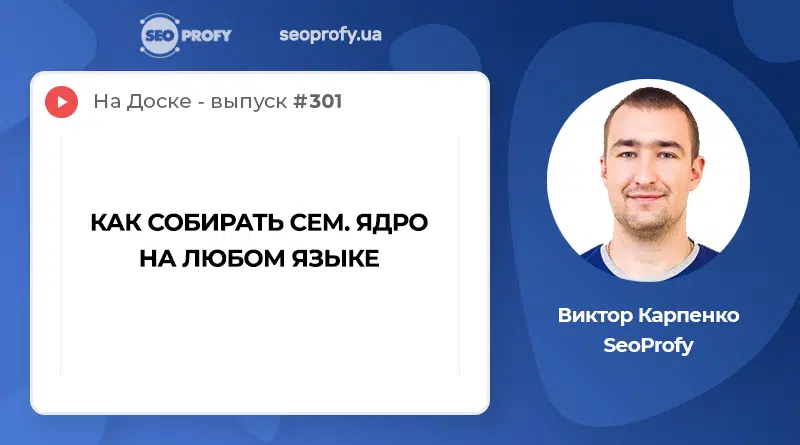 SEO PROFY
seoprofy.ua
На Доске - выпуск #301
КАК СОБИРАТЬ СЕМ. ЯДРО
НА ЛЮБОМ ЯЗЫКЕ
Виктор Карпенко
SeoProfy